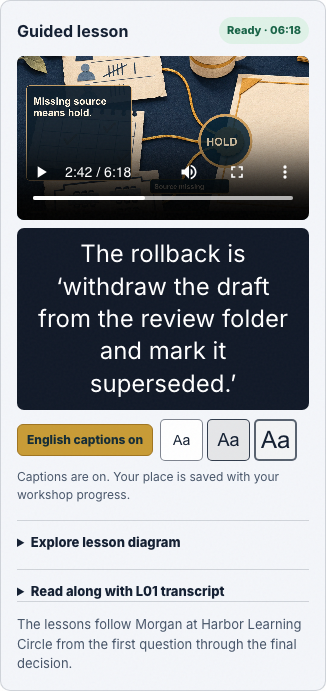 Guided lesson
Ready · 06:18
Missing source
means hold.
HOLD
2:42 / 6:18
Source missing
The rollback is
‘withdraw the draft
from the review folder
and mark it
superseded.’
English captions on
Aa
Aa
Aa
Captions are on. Your place is saved with your
workshop progress.
Explore lesson diagram
Read along with L01 transcript
The lessons follow Morgan at Harbor Learning
Circle from the first question through the final
decision.